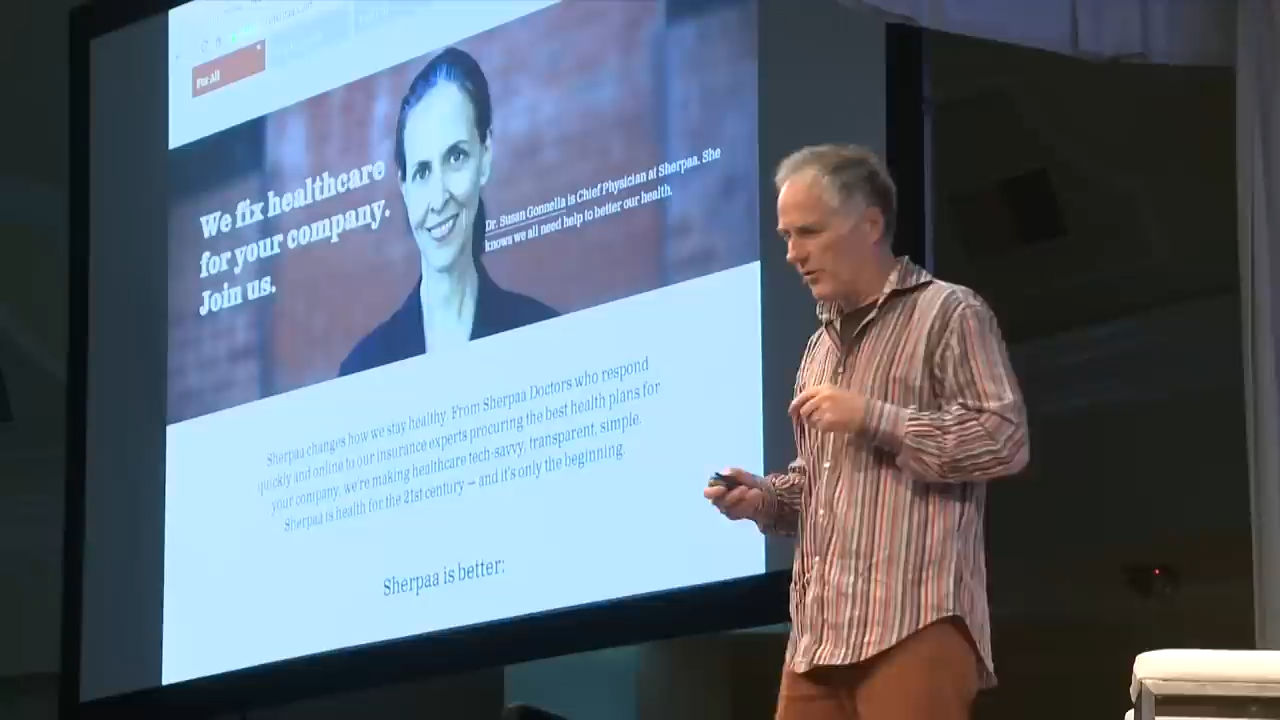 For All
We fix healthcare
for your company.
Join us.
Dr. Susan Gonnella is Chief Physician at Sherpaa. She
knows we all need help to better our health.
Sherpaa changes how we stay healthy. From Sherpaa Doctors who respond
quickly and online to our insurance experts procuring the best health plans for
your company, we're making healthcare tech-savvy, transparent, simple.
Sherpaa is health for the 21st century – and it's only the beginning.
Sherpaa is better: